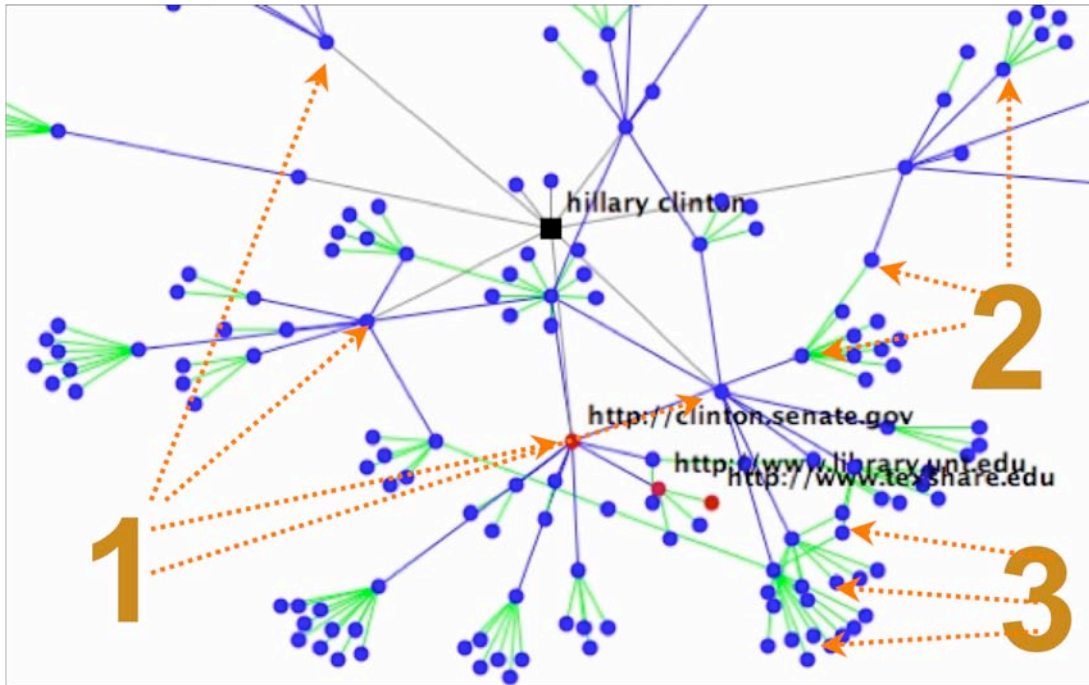 hillary clinton
2
http://clinton.senate.gov
http://www.library.unt.edu
http://www.texshare.edu
1
3